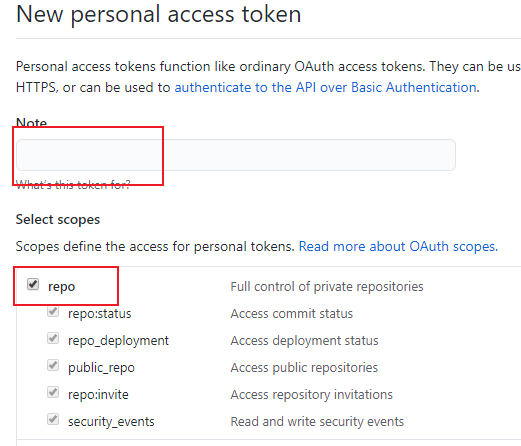 New personal access token
Personal access tokens function like ordinary OAuth access tokens. They can be us
HTTPS, or can be used to authenticate to the API over Basic Authentication.
Note
What's this token for?
Select scopes
Scopes define the access for personal tokens. Read more about OAuth scopes.
repo Full control of private repositories
repo:status Access commit status
repo_deployment Access deployment status
public_repo Access public repositories
repo:invite Access repository invitations
security_events Read and write security events